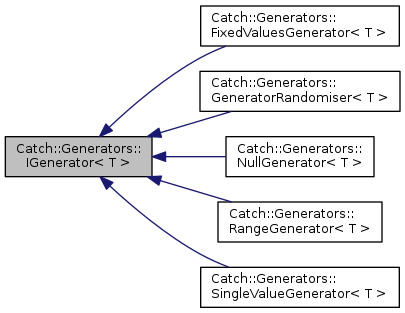 Catch::Generators::
FixedValuesGenerator< T >
Catch::Generators::
GeneratorRandomiser< T >
Catch::Generators::
IGenerator< T >
Catch::Generators::
NullGenerator< T >
Catch::Generators::
RangeGenerator< T >
Catch::Generators::
SingleValueGenerator< T >